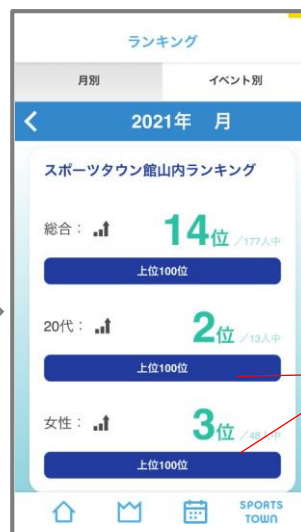 ランキング
月別 イベント別
2021年 月
スポーツタウン館山内ランキング
総合： 14位 ／177人中
上位100位
20代： 2位 ／13人中
上位100位
女性： 3位 ／48人中
上位100位
SPORTS
TOWN